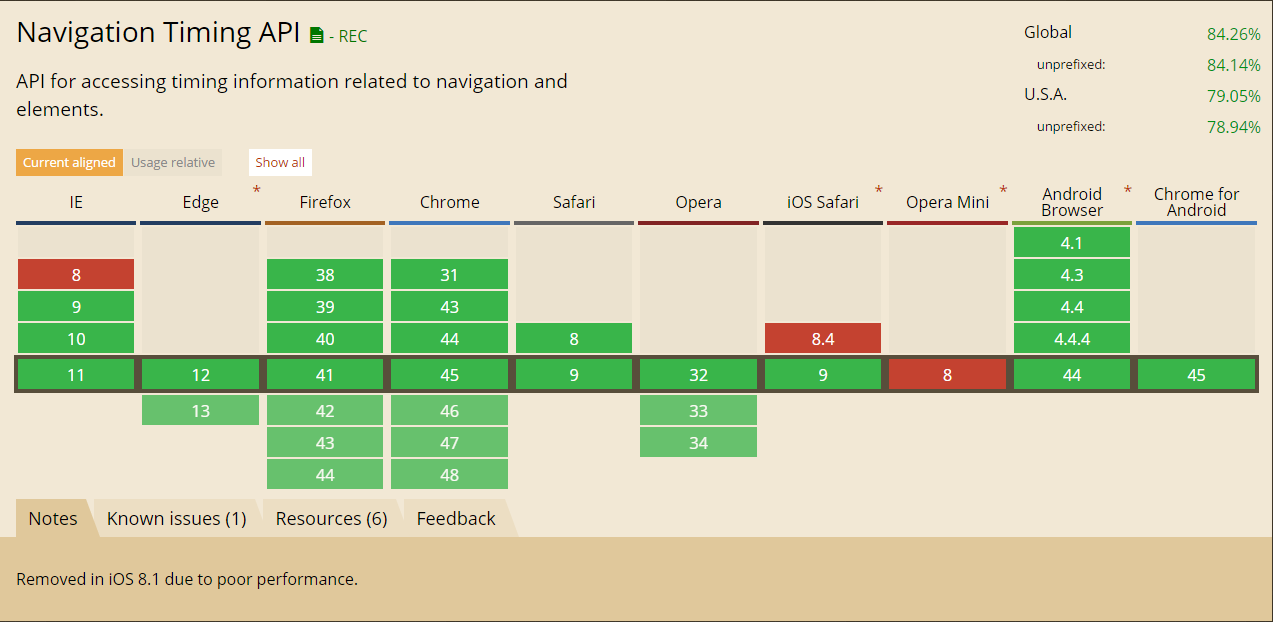 Navigation Timing API - REC
API for accessing timing information related to navigation and
elements.
Global 84.26%
unprefixed: 84.14%
U.S.A. 79.05%
unprefixed: 78.94%
Current aligned Usage relative Show all
IE Edge * Firefox Chrome Safari Opera iOS Safari * Opera Mini * Android Browser * Chrome for Android
4.1
8 38 31 4.3
9 39 43 4.4
10 40 44 8 8.4 4.4.4
11 12 41 45 9 32 9 8 44 45
13 42 46 33
43 47 34
44 48
Notes Known issues (1) Resources (6) Feedback
Removed in iOS 8.1 due to poor performance.